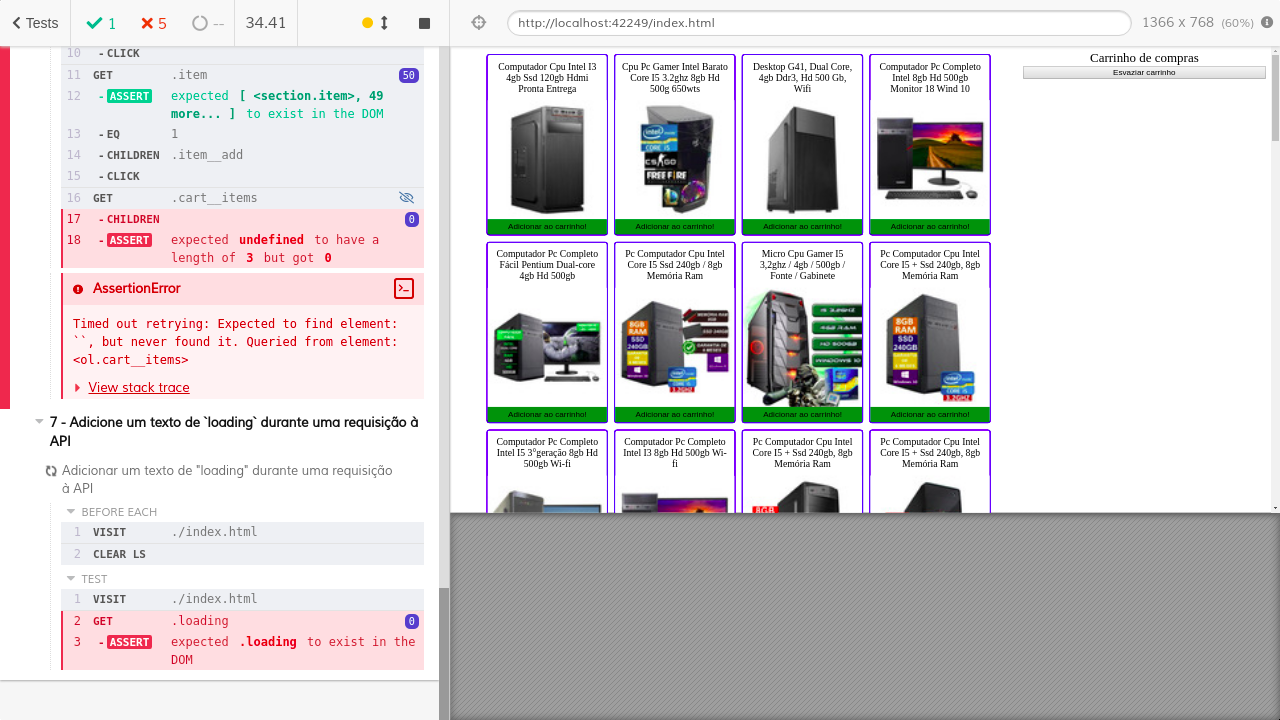 Tests 1 5 -- 34.41
http://localhost:42249/index.html 1366 x 768 (60%)
10 - CLICK
11 GET .item 50
12 - ASSERT expected [ <section.item>, 49
more... ] to exist in the DOM
13 - EQ 1
14 - CHILDREN .item__add
15 - CLICK
16 GET .cart__items
17 - CHILDREN 0
18 - ASSERT expected undefined to have a
length of 3 but got 0
AssertionError
Timed out retrying: Expected to find element:
``, but never found it. Queried from element:
<ol.cart__items>
View stack trace
7 - Adicione um texto de `loading` durante uma requisição à
API
Adicionar um texto de "loading" durante uma requisição
à API
BEFORE EACH
1 VISIT ./index.html
2 CLEAR LS
TEST
1 VISIT ./index.html
2 GET .loading 0
3 - ASSERT expected .loading to exist in the
DOM
Computador Cpu Intel I3
4gb Ssd 120gb Hdmi
Pronta Entrega
Adicionar ao carrinho!
Cpu Pc Gamer Intel Barato
Core I5 3.2ghz 8gb Hd
500g 650wts
Adicionar ao carrinho!
Desktop G41, Dual Core,
4gb Ddr3, Hd 500 Gb,
Wifi
Adicionar ao carrinho!
Computador Pc Completo
Intel 8gb Hd 500gb
Monitor 18 Wind 10
Adicionar ao carrinho!
Computador Pc Completo
Fácil Pentium Dual-core
4gb Hd 500gb
Adicionar ao carrinho!
Pc Computador Cpu Intel
Core I5 Ssd 240gb / 8gb
Memória Ram
Adicionar ao carrinho!
Micro Cpu Gamer I5
3,2ghz / 4gb / 500gb /
Fonte / Gabinete
Adicionar ao carrinho!
Pc Computador Cpu Intel
Core I5 + Ssd 240gb, 8gb
Memória Ram
8GB
RAM
SSD
240GB
Adicionar ao carrinho!
Computador Pc Completo
Intel I5 3°geração 8gb Hd
500gb Wi-fi
Computador Pc Completo
Intel I3 8gb Hd 500gb Wi-
fi
Pc Computador Cpu Intel
Core I5 + Ssd 240gb, 8gb
Memória Ram
Pc Computador Cpu Intel
Core I5 + Ssd 240gb, 8gb
Memória Ram
Carrinho de compras
Esvaziar carrinho